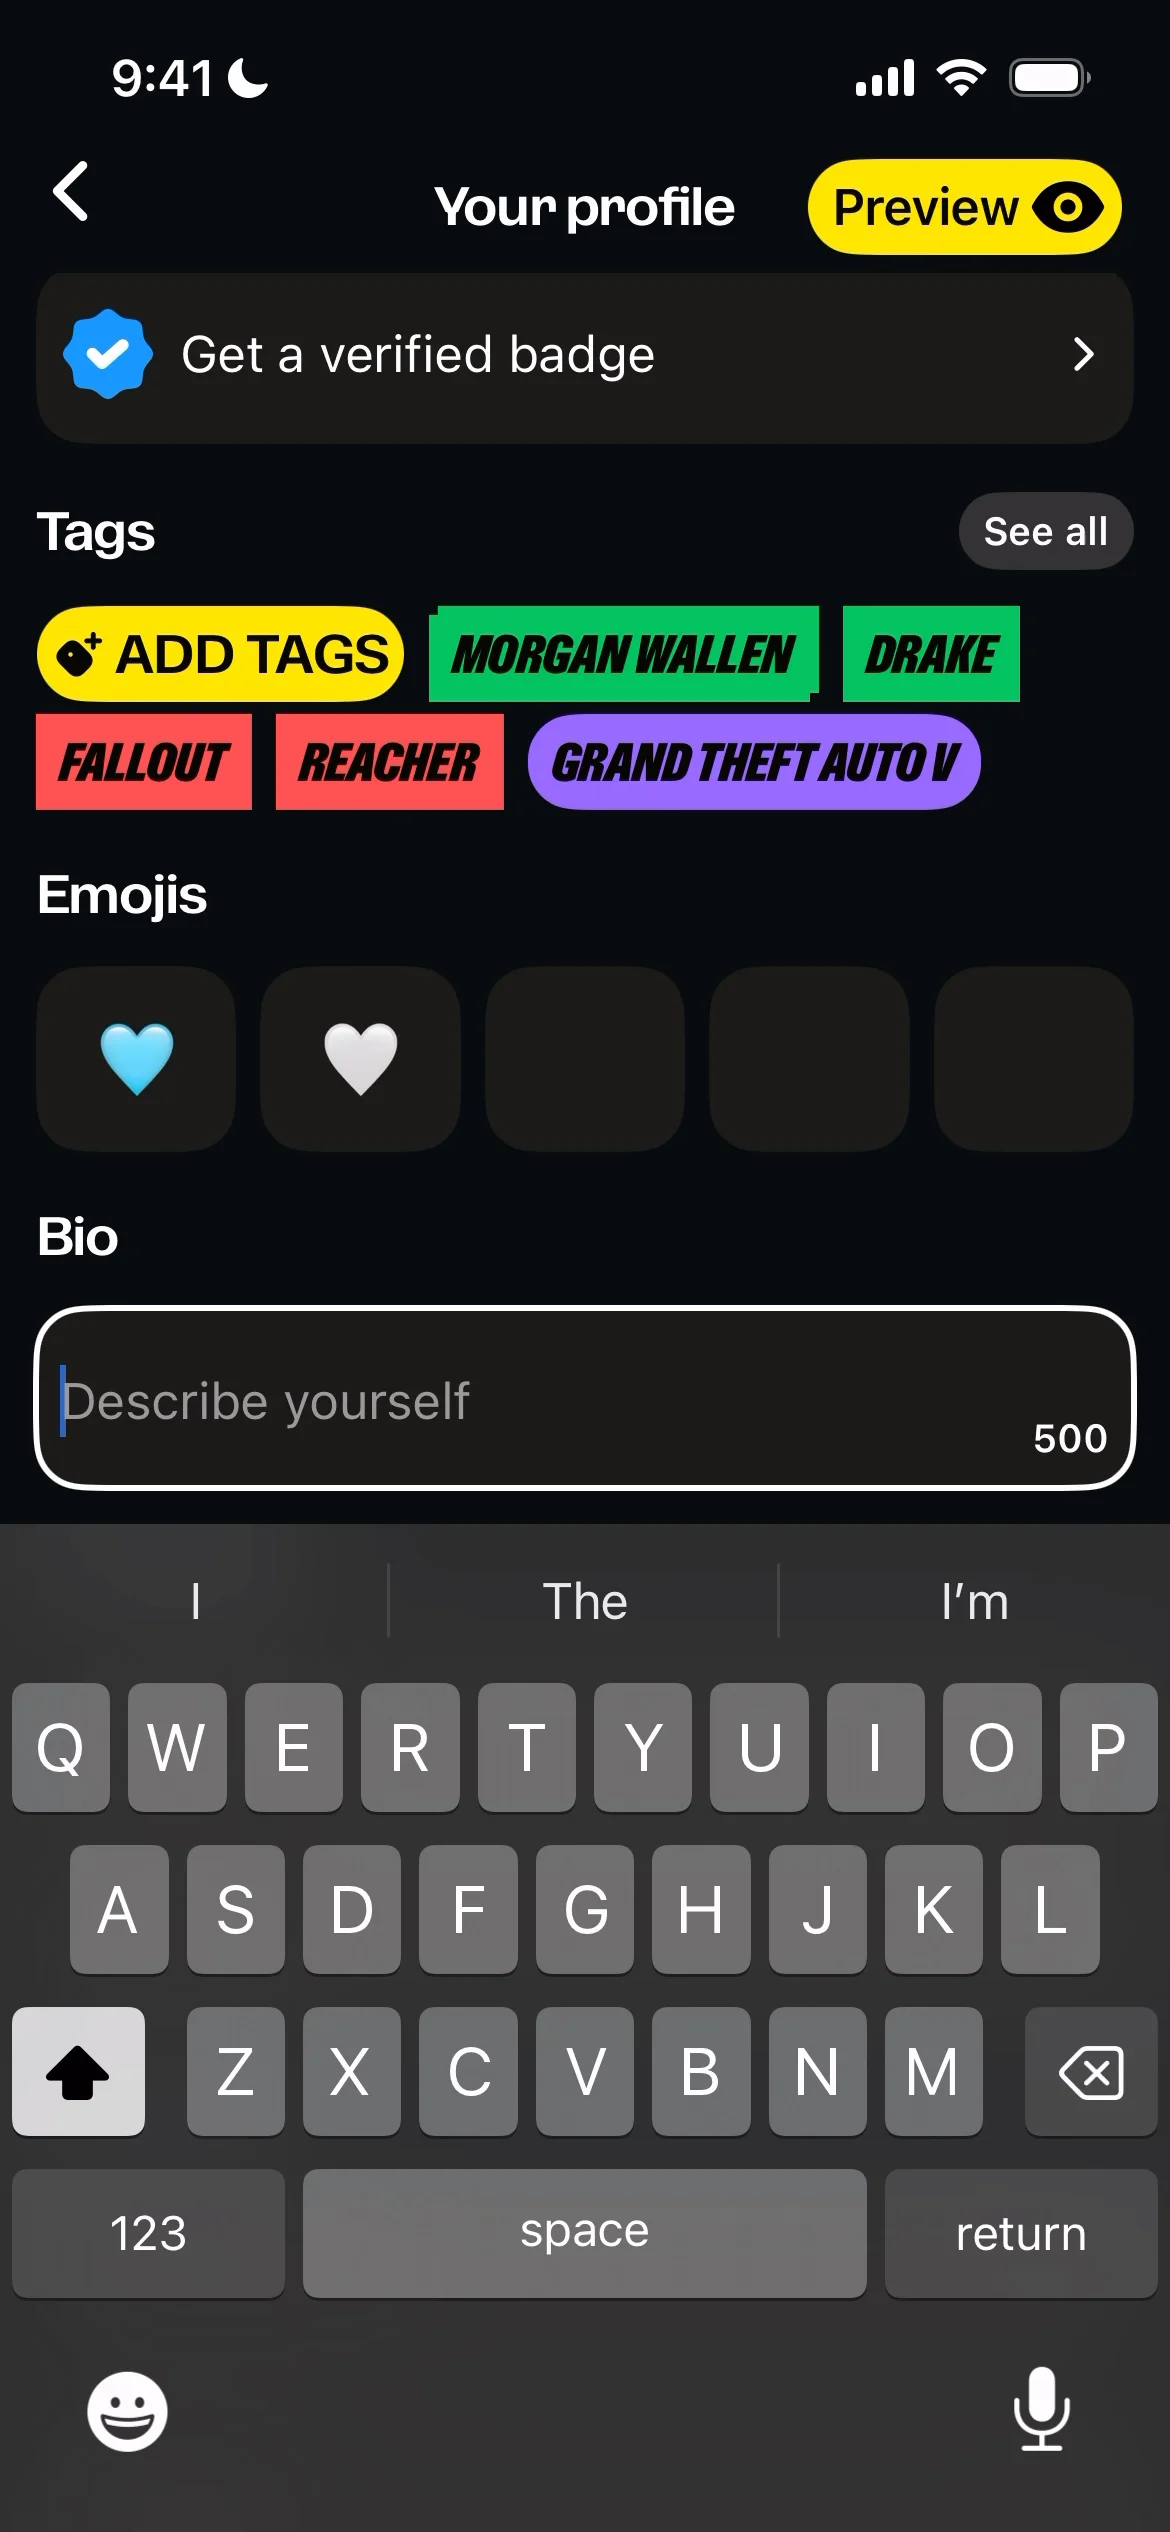 9:41
Your profile
Preview
Get a verified badge
Tags
See all
ADD TAGS
MORGAN WALLEN
DRAKE
FALLOUT
REACHER
GRAND THEFT AUTO V
Emojis
Bio
Describe yourself
500
I
The
I'm
Q W E R T Y U I O P
A S D F G H J K L
Z X C V B N M
123
space
return